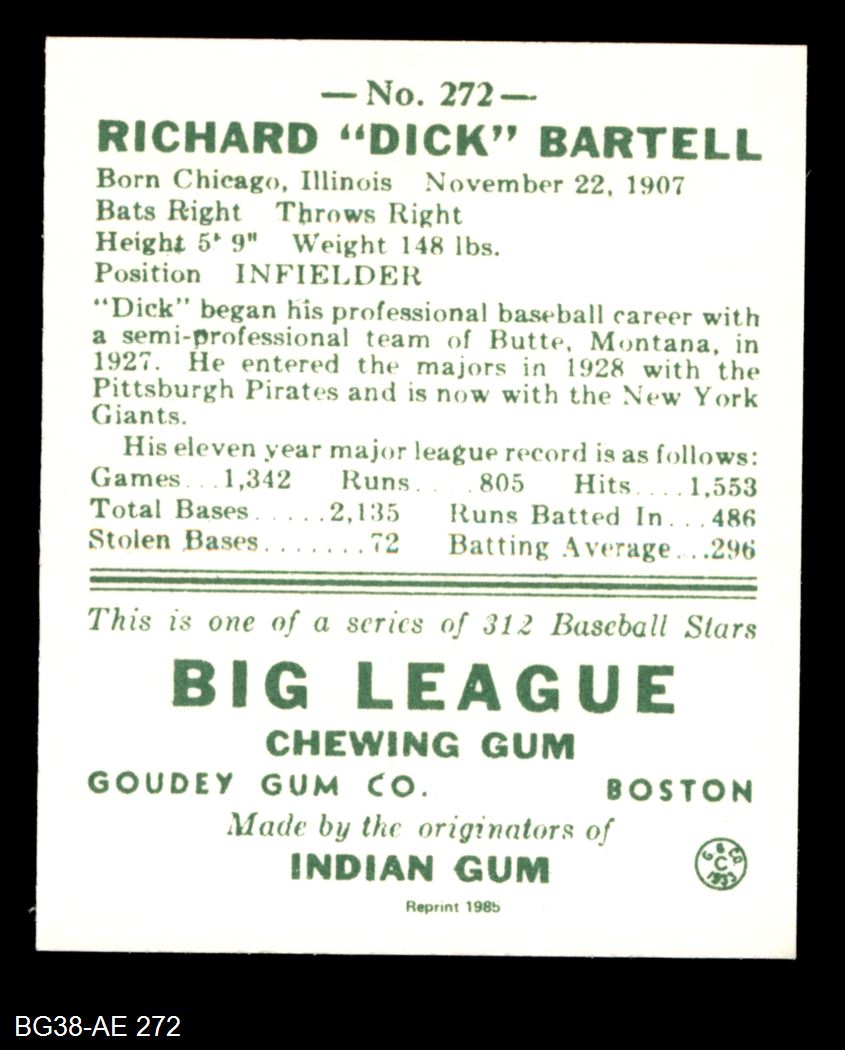 — No. 272 —
RICHARD "DICK" BARTELL
Born Chicago, Illinois November 22, 1907
Bats Right Throws Right
Height 5' 9" Weight 148 lbs.
Position INFIELDER
"Dick" began his professional baseball career with
a semi-professional team of Butte, Montana, in
1927. He entered the majors in 1928 with the
Pittsburgh Pirates and is now with the New York
Giants.
His eleven year major league record is as follows:
Games...1,342 Runs.....805 Hits.....1,553
Total Bases......2,135 Runs Batted In...486
Stolen Bases.......72 Batting Average...296
This is one of a series of 312 Baseball Stars
BIG LEAGUE
CHEWING GUM
GOUDEY GUM CO. BOSTON
Made by the originators of
INDIAN GUM
Reprint 1985
BG38-AE 272